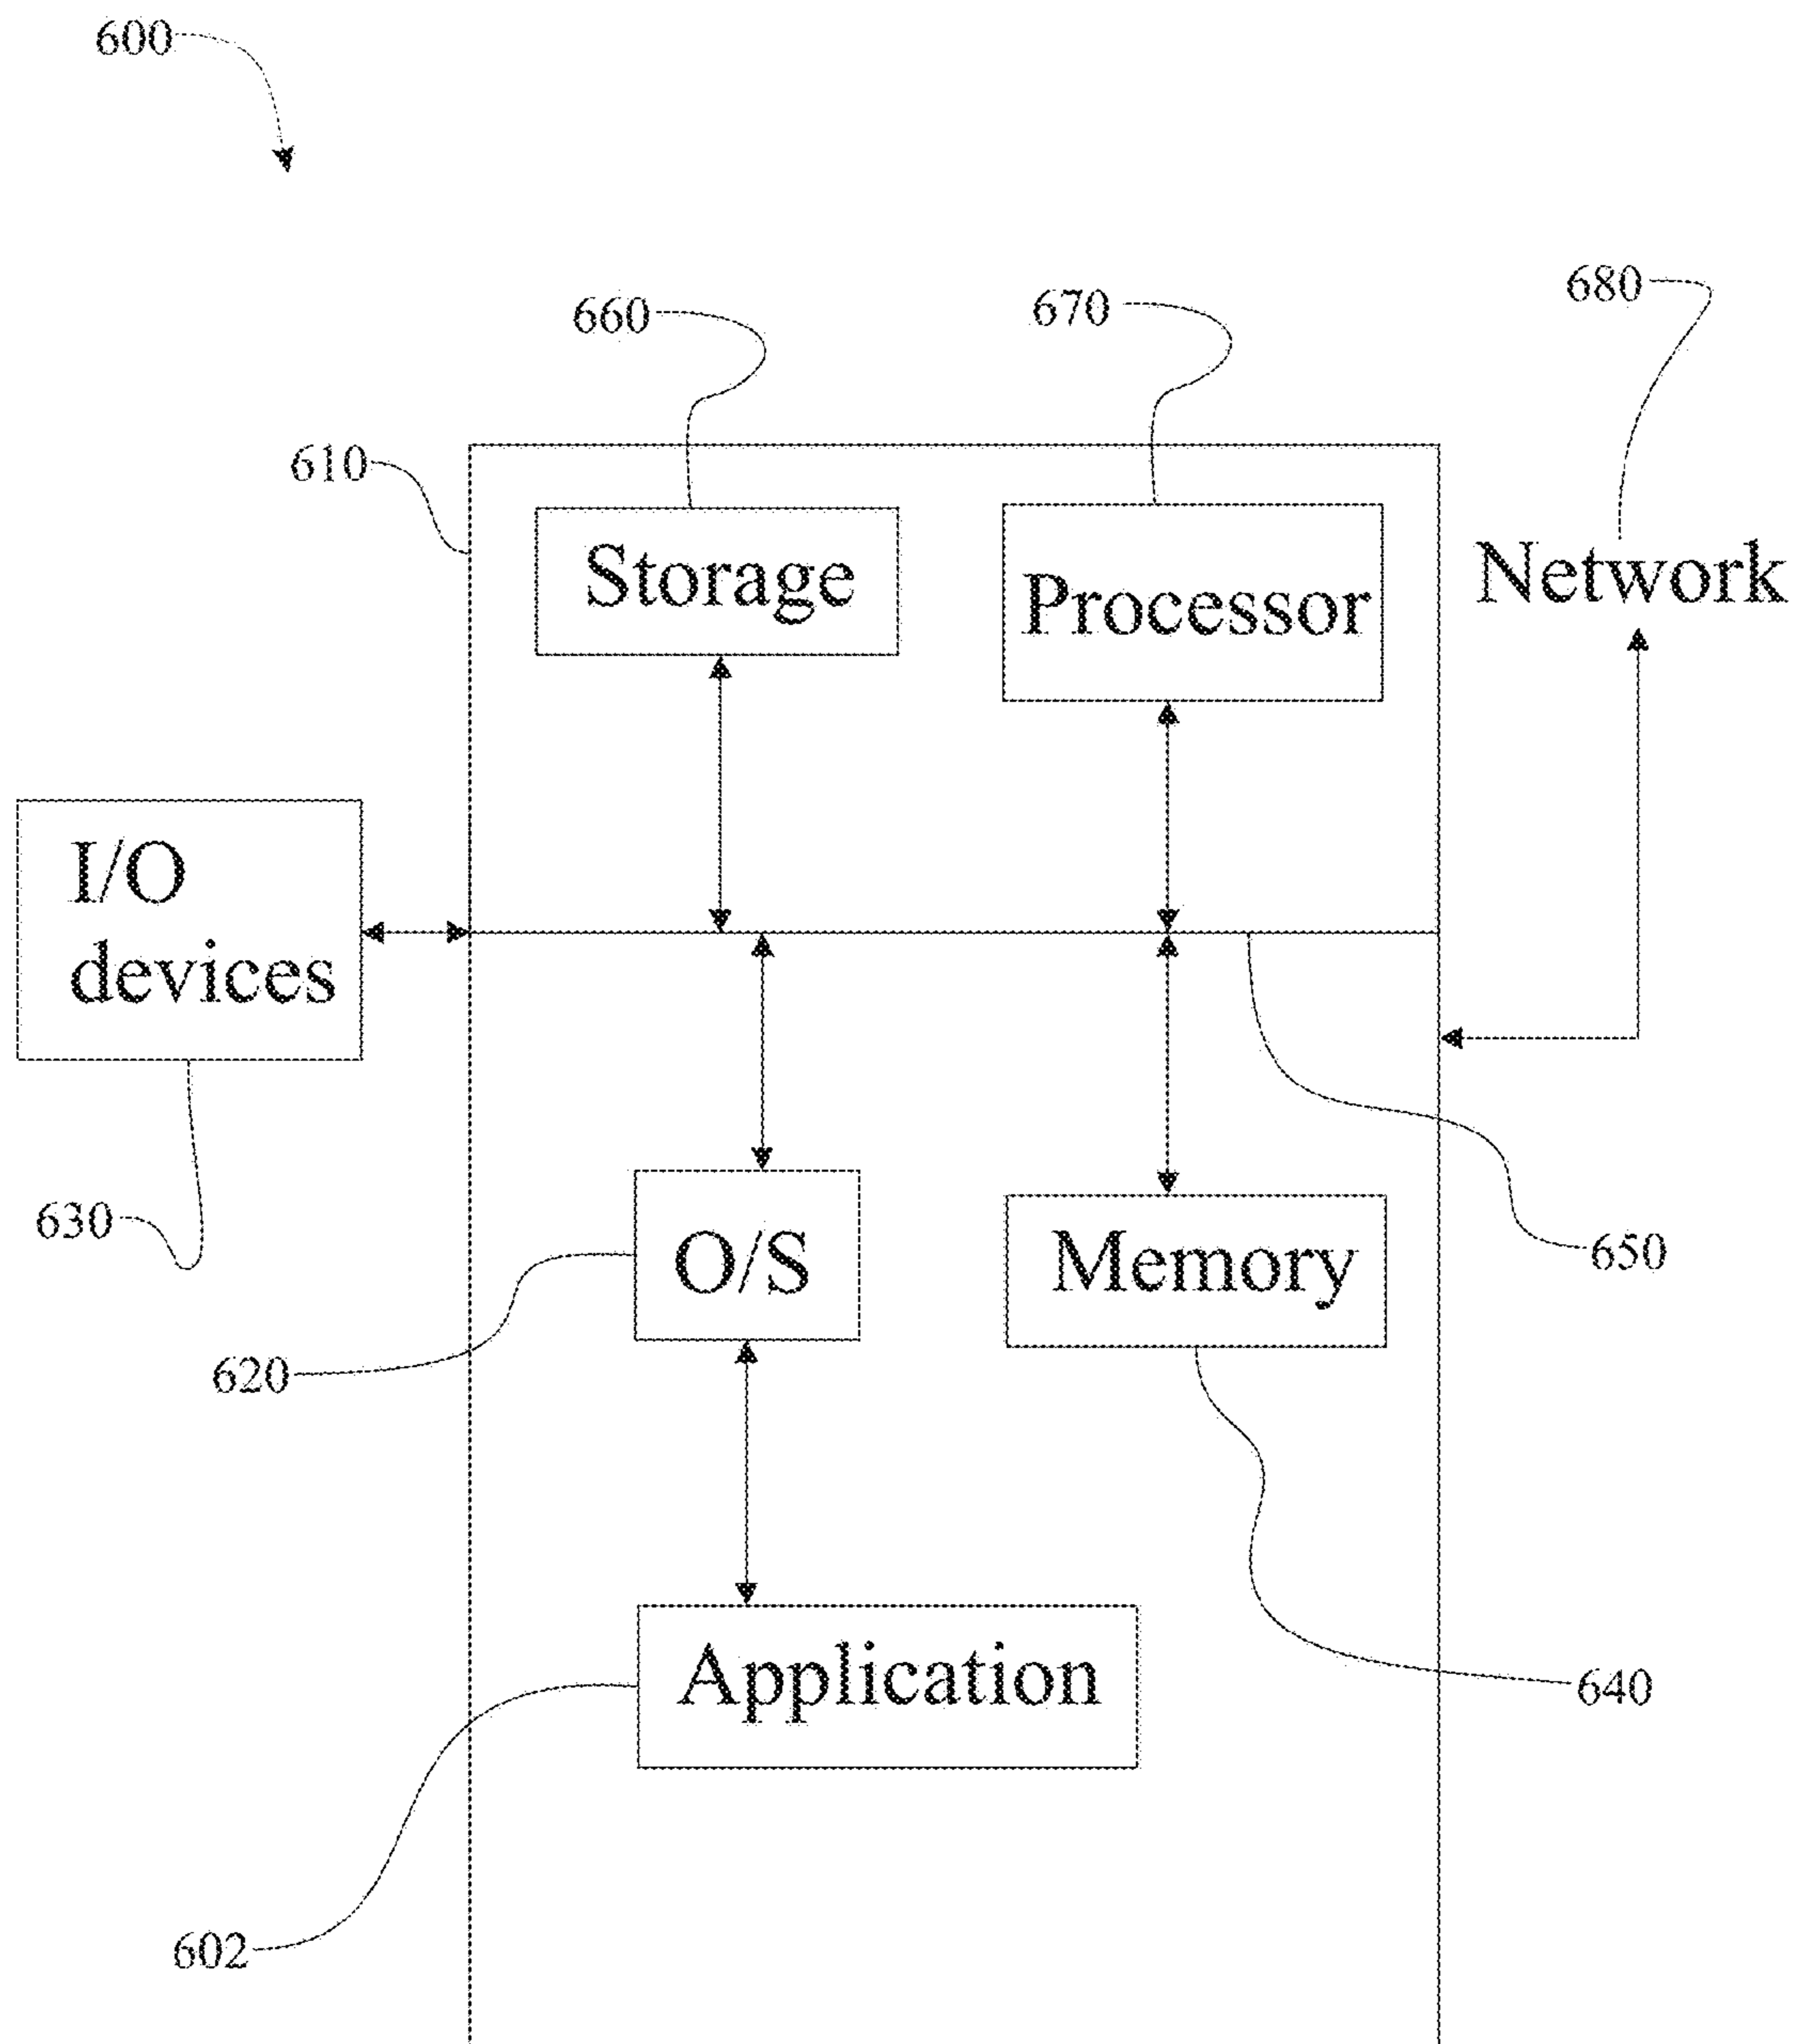 600
680
660
670
610
Storage
Processor
Network
I/O
devices
630
O/S
Memory
650
620
Application
640
602